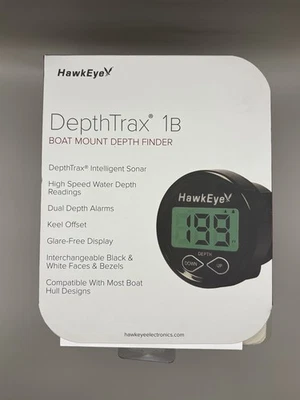 HawkEye
DepthTrax® 1B
BOAT MOUNT DEPTH FINDER
DepthTrax® Intelligent Sonar
High Speed Water Depth
Readings
Dual Depth Alarms
Keel Offset
Glare-Free Display
Interchangeable Black &
White Faces & Bezels
Compatible With Most Boat
Hull Designs
HawkEye
199
DEPTH
DOWN
UP
hawkeyeelectronics.com